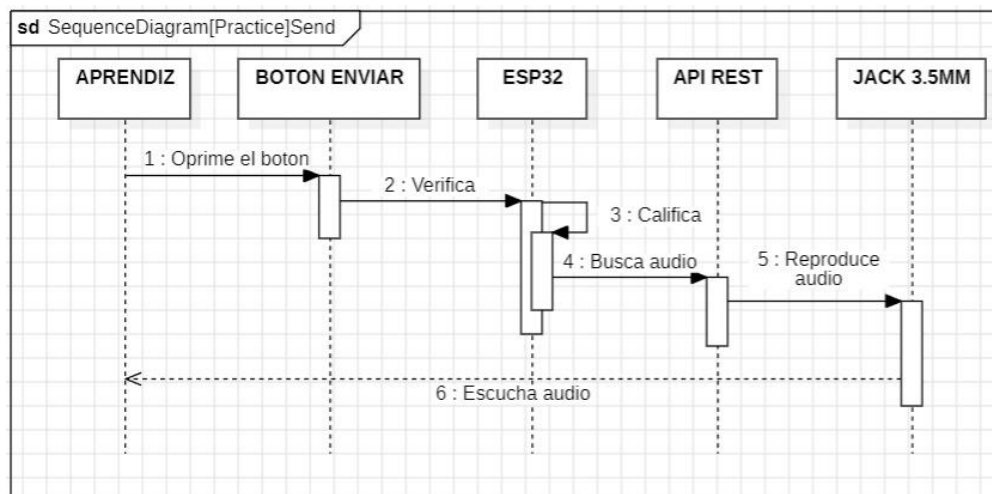 sd SequenceDiagram[Practice]Send
APRENDIZ
BOTON ENVIAR
ESP32
API REST
JACK 3.5MM
1 : Oprime el boton
2 : Verifica
3 : Califica
4 : Busca audio
5 : Reproduce
audio
6 : Escucha audio